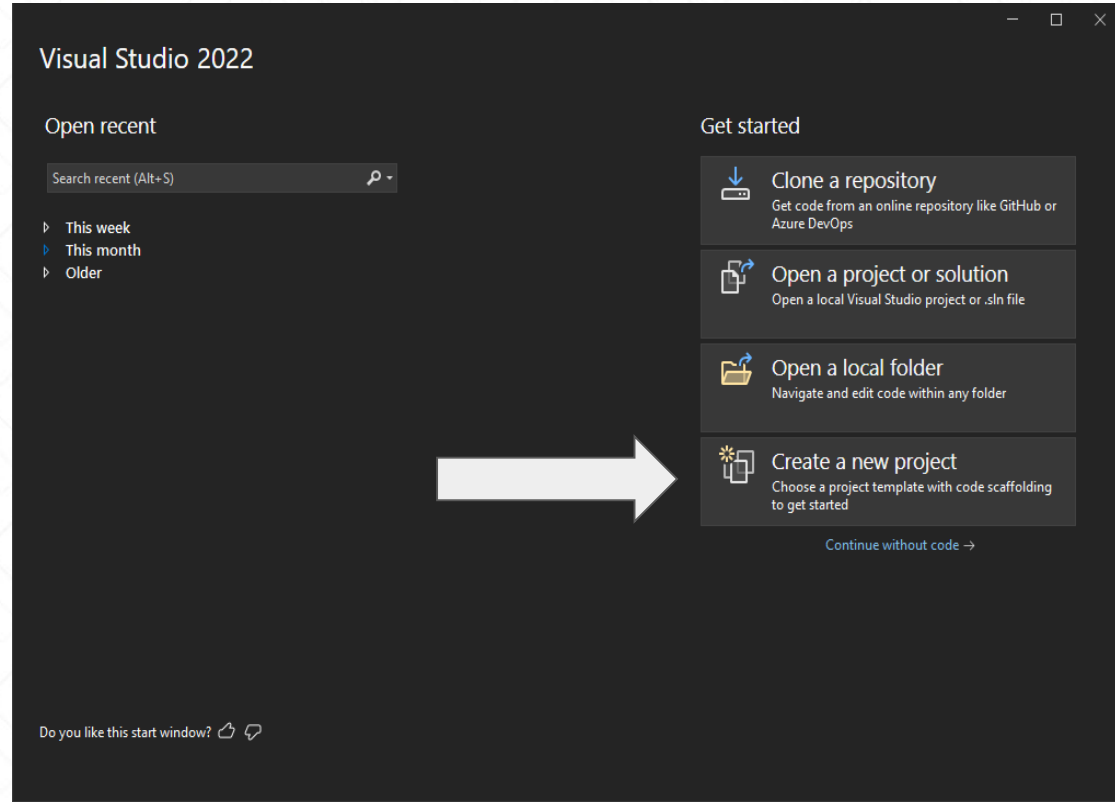 Visual Studio 2022
Open recent
Search recent (Alt+S)
This week
This month
Older
Get started
Clone a repository
Get code from an online repository like GitHub or
Azure DevOps
Open a project or solution
Open a local Visual Studio project or .sln file
Open a local folder
Navigate and edit code within any folder
Create a new project
Choose a project template with code scaffolding
to get started
Continue without code →
Do you like this start window?